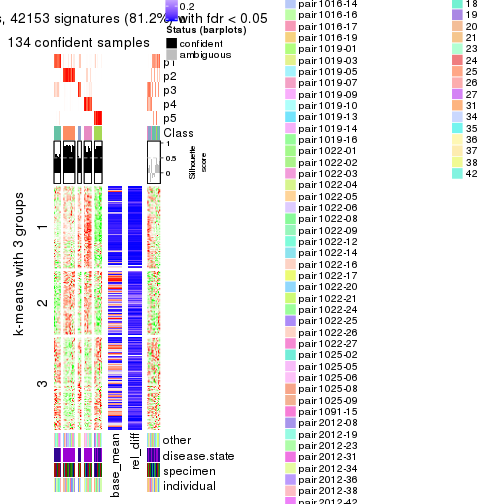 , 42153 signatures (81.2%) with fdr < 0.05
134 confident samples
0.2
0
Status (barplots)
confident
ambiguous
p1
p2
p3
p4
p5
Class
1
0.5
0
Silhouette
score
k-means with 3 groups
1
2
3
base_mean
rel_diff
other
disease.state
specimen
individual
pair1016-14
pair1016-16
pair1016-17
pair1016-19
pair1019-01
pair1019-03
pair1019-05
pair1019-07
pair1019-09
pair1019-10
pair1019-13
pair1019-14
pair1019-16
pair1022-01
pair1022-02
pair1022-03
pair1022-04
pair1022-05
pair1022-06
pair1022-08
pair1022-09
pair1022-12
pair1022-14
pair1022-16
pair1022-17
pair1022-20
pair1022-21
pair1022-24
pair1022-25
pair1022-26
pair1022-27
pair1025-02
pair1025-05
pair1025-06
pair1025-08
pair1025-09
pair1091-15
pair2012-08
pair2012-19
pair2012-23
pair2012-31
pair2012-34
pair2012-36
pair2012-38
pair2012-42
18
19
20
21
24
25
26
27
31
34
35
36
37
38
42